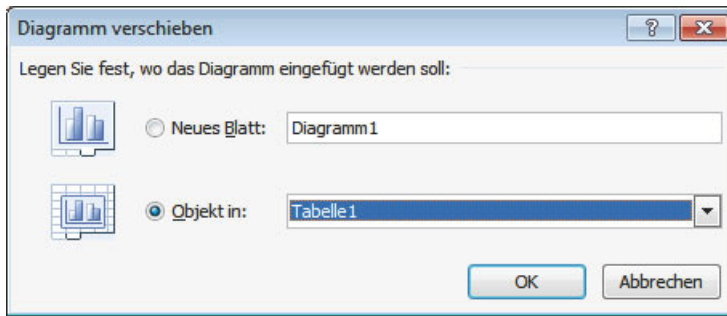 Diagramm verschieben
Legen Sie fest, wo das Diagramm eingefügt werden soll:
Neues Blatt: Diagramm1
Objekt in: Tabelle1
OK Abbrechen